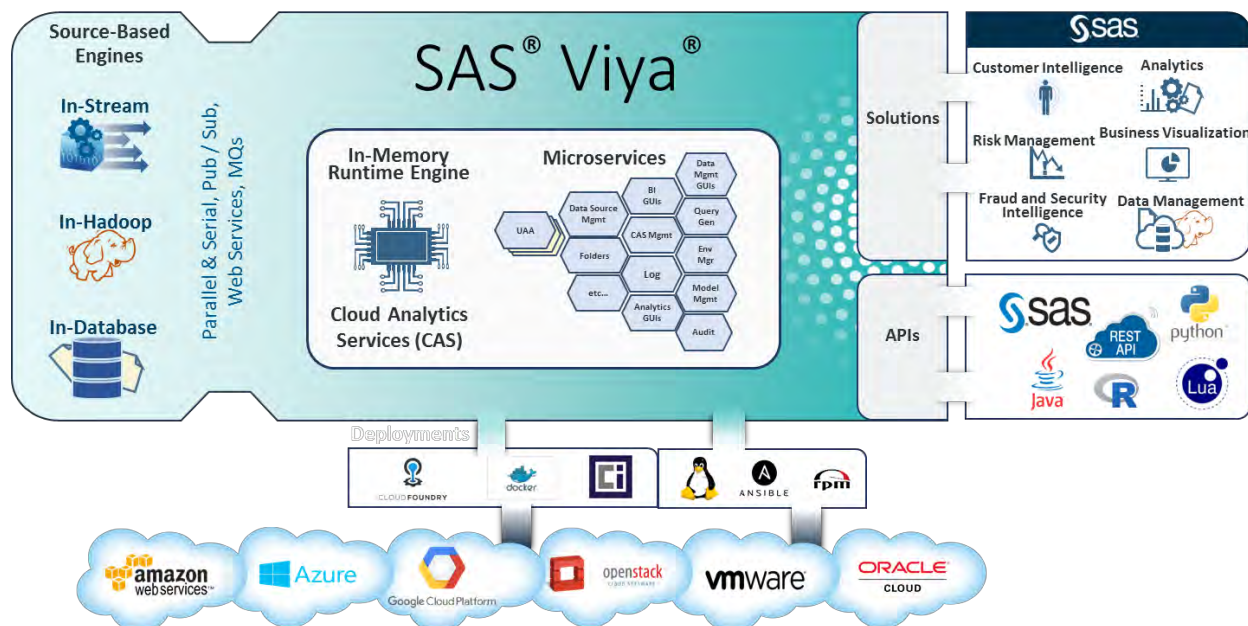 Source-Based
Engines
In-Stream
In-Hadoop
In-Database
Parallel & Serial, Pub / Sub,
Web Services, MQs
SAS® Viya®
In-Memory
Runtime Engine
Cloud Analytics
Services (CAS)
Microservices
UAA
Data Source
Mgmt
Folders
etc...
BI
GUIs
CAS Mgmt
Log
Analytics
GUIs
Data
Mgmt
GUIs
Query
Gen
Env
Mgr
Model
Mgmt
Audit
Solutions
APIs
sas
Customer Intelligence
Analytics
Risk Management
Business Visualization
Fraud and Security
Intelligence
Data Management
sas
REST
API
python
Java
R
Lua
Deployments
CLOUDFOUNDRY
docker
Ci
ANSIBLE
rpm
amazon
webservices™
Azure
Google Cloud Platform
openstack
vmware®
ORACLE®
CLOUD